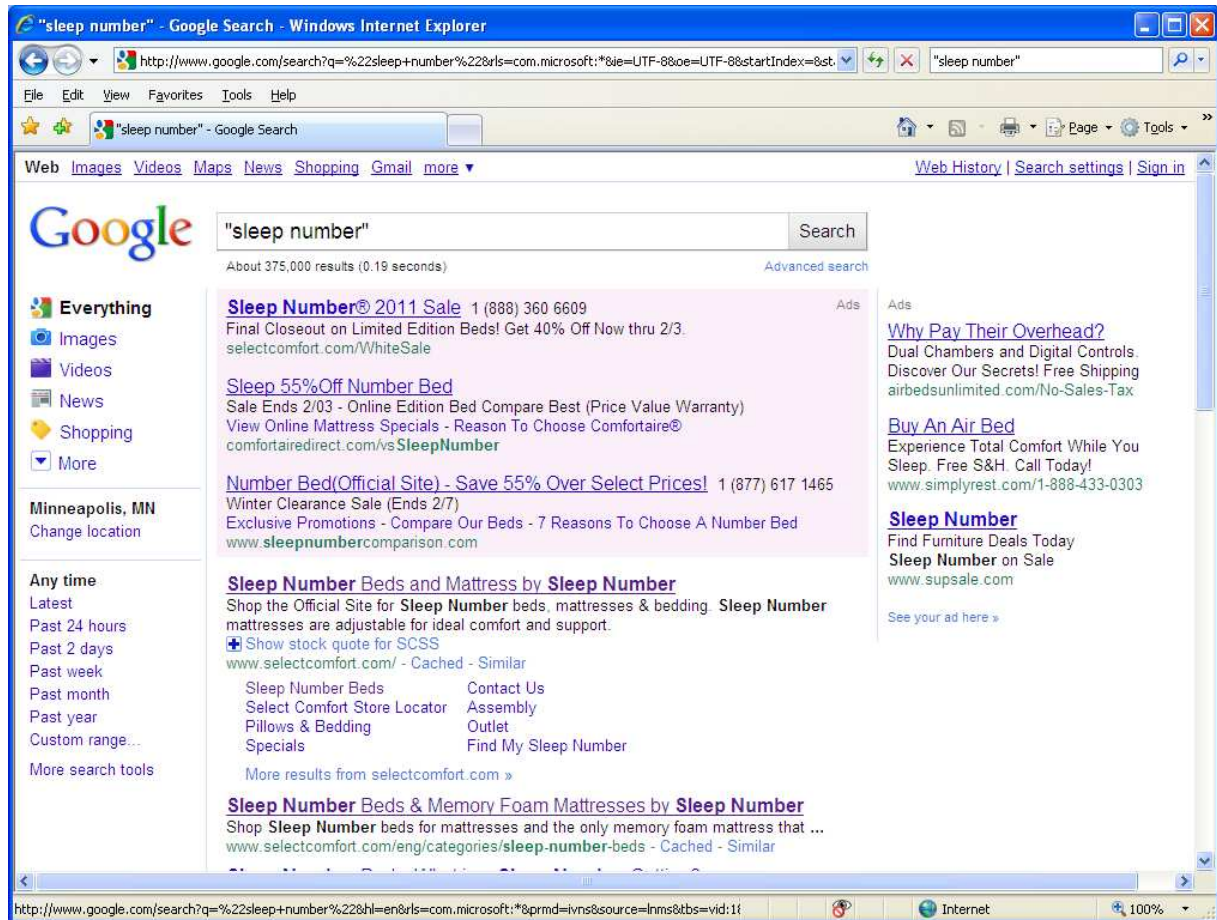 "sleep number" - Google Search - Windows Internet Explorer
http://www.google.com/search?q=%22sleep+number%22&rls=com.microsoft:*&ie=UTF-8&oe=UTF-8&startIndex=&st.
"sleep number"
File Edit View Favorites Tools Help
"sleep number" - Google Search
Page Tools »
Web Images Videos Maps News Shopping Gmail more ▼
Web History | Search settings | Sign in
Google
"sleep number"
Search
About 375,000 results (0.19 seconds)
Advanced search
Everything
Images
Videos
News
Shopping
More
Minneapolis, MN
Change location
Any time
Latest
Past 24 hours
Past 2 days
Past week
Past month
Past year
Custom range...
More search tools
Sleep Number® 2011 Sale 1 (888) 360 6609
Ads
Final Closeout on Limited Edition Beds! Get 40% Off Now thru 2/3.
selectcomfort.com/WhiteSale
Sleep 55%Off Number Bed
Sale Ends 2/03 - Online Edition Bed Compare Best (Price Value Warranty)
View Online Mattress Specials - Reason To Choose Comfortaire®
comfortairedirect.com/vsSleepNumber
Number Bed(Official Site) - Save 55% Over Select Prices! 1 (877) 617 1465
Winter Clearance Sale (Ends 2/7)
Exclusive Promotions - Compare Our Beds - 7 Reasons To Choose A Number Bed
www.sleepnumbercomparison.com
Sleep Number Beds and Mattress by Sleep Number
Shop the Official Site for Sleep Number beds, mattresses & bedding. Sleep Number
mattresses are adjustable for ideal comfort and support.
Show stock quote for SCSS
www.selectcomfort.com/ - Cached - Similar
Sleep Number Beds
Contact Us
Select Comfort Store Locator
Assembly
Pillows & Bedding
Outlet
Specials
Find My Sleep Number
More results from selectcomfort.com »
Sleep Number Beds & Memory Foam Mattresses by Sleep Number
Shop Sleep Number beds for mattresses and the only memory foam mattress that ...
www.selectcomfort.com/eng/categories/sleep-number-beds - Cached - Similar
Ads
Why Pay Their Overhead?
Dual Chambers and Digital Controls.
Discover Our Secrets! Free Shipping
airbedsunlimited.com/No-Sales-Tax
Buy An Air Bed
Experience Total Comfort While You
Sleep. Free S&H. Call Today!
www.simplyrest.com/1-888-433-0303
Sleep Number
Find Furniture Deals Today
Sleep Number on Sale
www.supsale.com
See your ad here »
http://www.google.com/search?q=%22sleep+number%22&hl=en&rls=com.microsoft:*&prmd=ivns&source=lnms&tbs=vid:1
Internet
100%